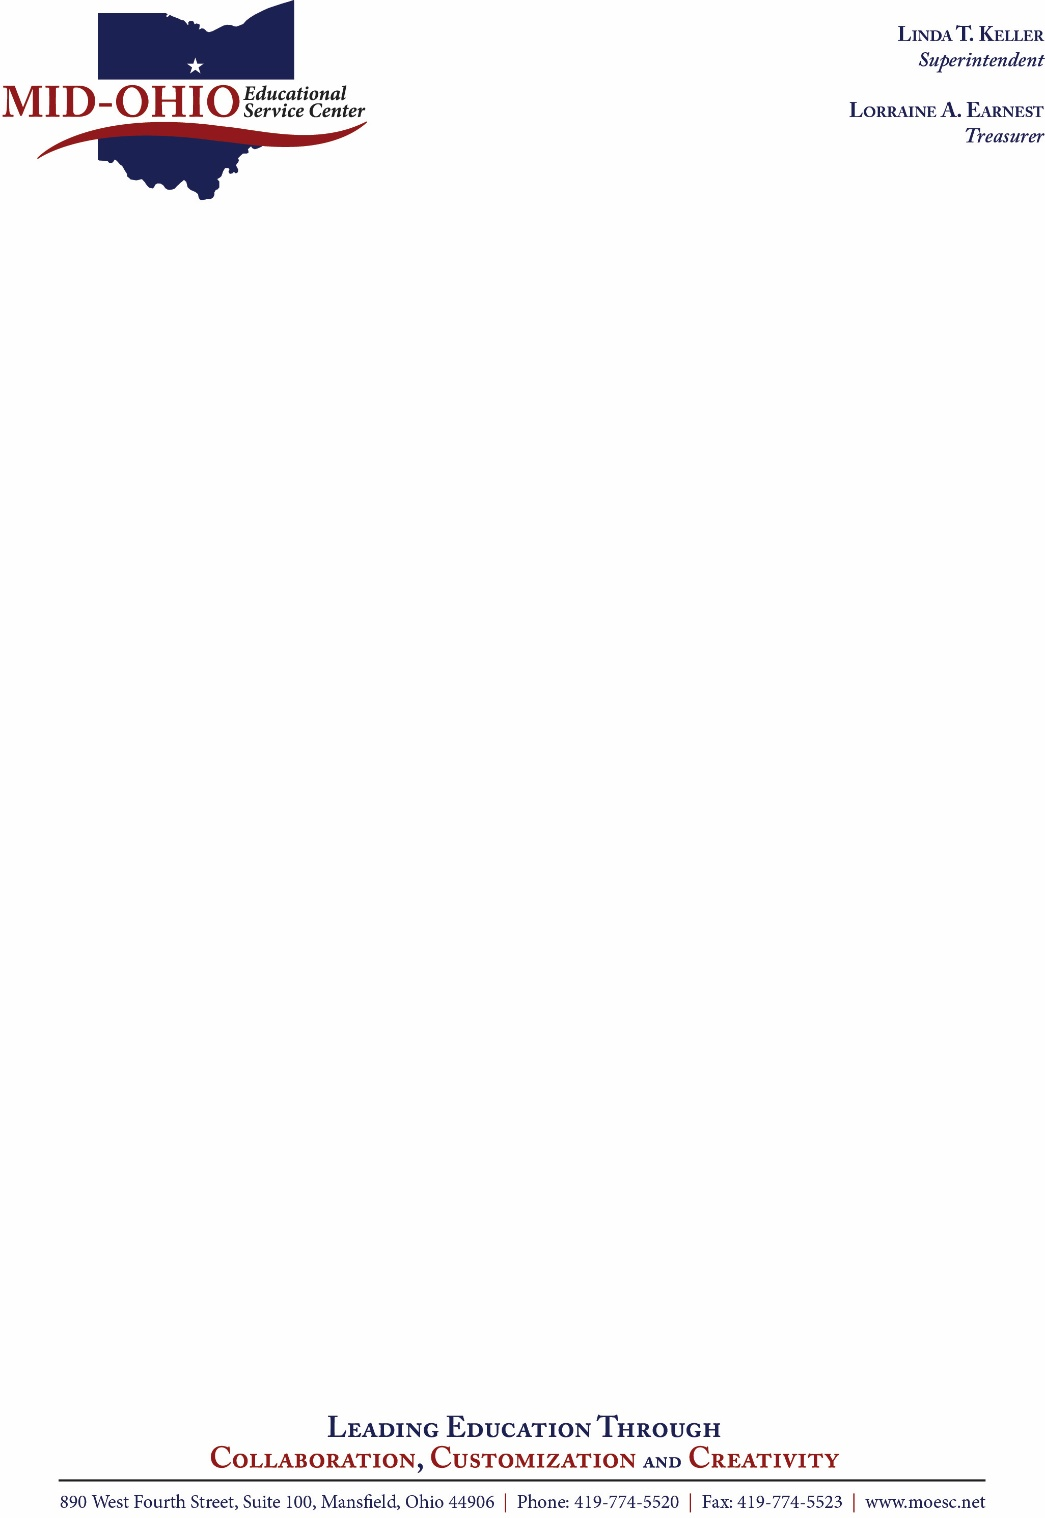 MID-OHIO Educational Service Center
LINDA T. KELLER
Superintendent
LORRAINE A. EARNEST
Treasurer
LEADING EDUCATION THROUGH
COLLABORATION, CUSTOMIZATION AND CREATIVITY
890 West Fourth Street, Suite 100, Mansfield, Ohio 44906 | Phone: 419-774-5520 | Fax: 419-774-5523 | www.moesc.net